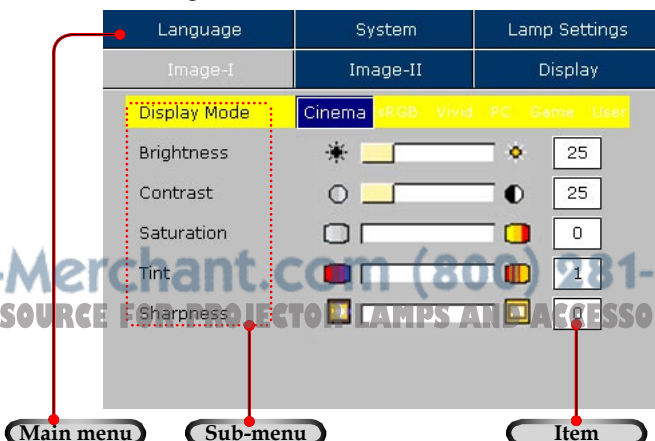 Language System Lamp Settings
Image-I Image-II Display
Display Mode Cinema sRGB Vivid PC Game User
Brightness 25
Contrast 25
Saturation 0
-Merchant.com (800) 281-
Tint 1
SOURCE FOR PROJECTOR LAMPS AND ACCESSO
Sharpness 0
Main menu Sub-menu Item